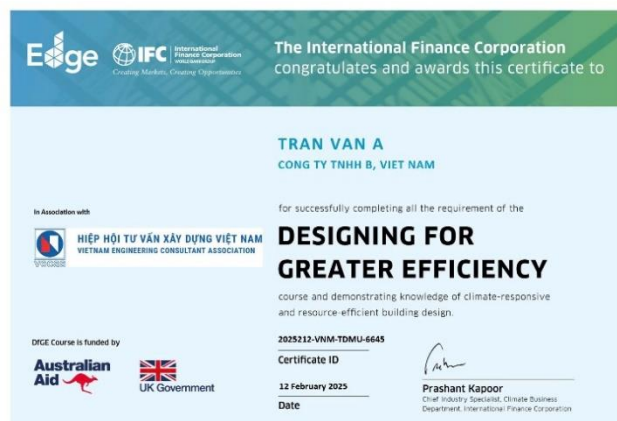 Edge
IFC
International
Finance Corporation
WORLD BANK GROUP
Creating Markets, Creating Opportunities
The International Finance Corporation
congratulates and awards this certificate to
TRAN VAN A
CONG TY TNHH B, VIET NAM
In Association with
HIỆP HỘI TƯ VẤN XÂY DỰNG VIỆT NAM
VIETNAM ENGINEERING CONSULTANT ASSOCIATION
for successfully completing all the requirement of the
DESIGNING FOR
GREATER EFFICIENCY
course and demonstrating knowledge of climate-responsive
and resource-efficient building design.
DfGE Course is funded by
Australian
Aid
UK Government
2025212-VNM-TDMU-6645
Certificate ID
12 February 2025
Date
Prashant Kapoor
Chief Industry Specialist, Climate Business
Department, International Finance Corporation